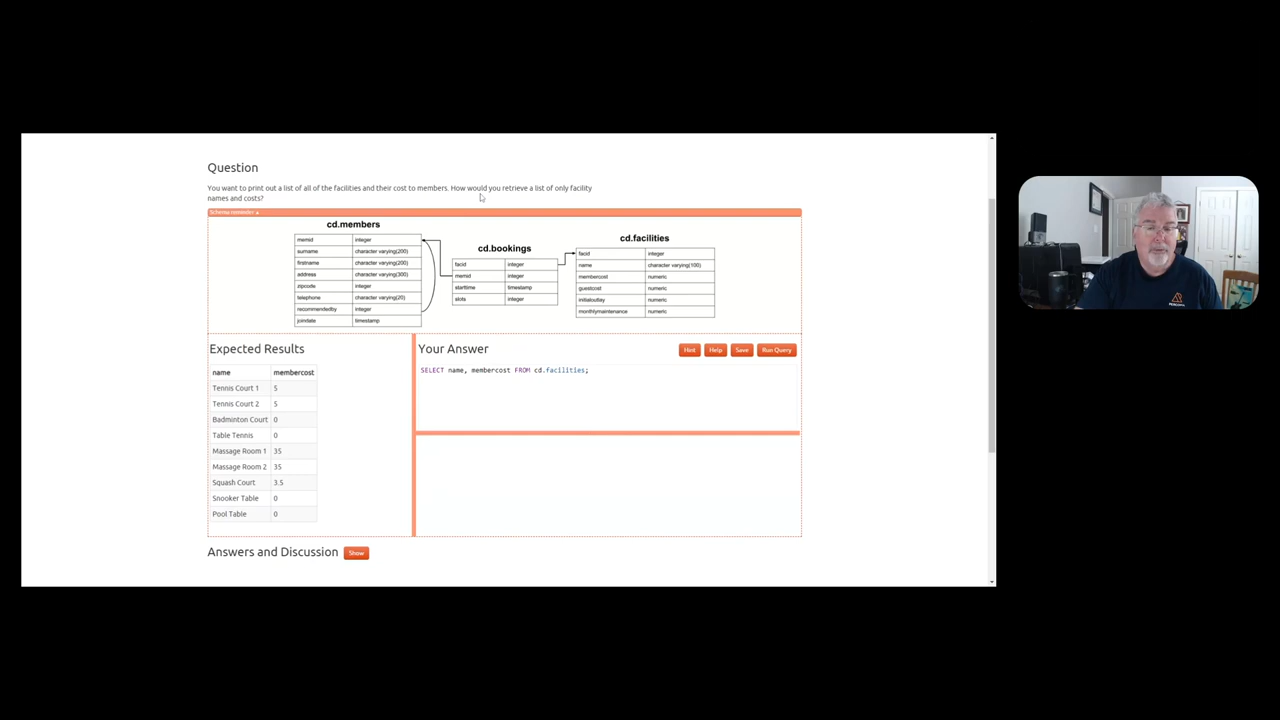 Question
You want to print out a list of all of the facilities and their cost to members. How would you retrieve a list of only facility
names and costs?
Schema reminder
cd.members
memid integer
surname character varying(200)
firstname character varying(200)
address character varying(300)
zipcode integer
telephone character varying(20)
recommendedby integer
joindate timestamp
cd.bookings
facid integer
memid integer
starttime timestamp
slots integer
cd.facilities
facid integer
name character varying(100)
membercost numeric
guestcost numeric
initialoutlay numeric
monthlymaintenance numeric
Expected Results
name membercost
Tennis Court 1 5
Tennis Court 2 5
Badminton Court 0
Table Tennis 0
Massage Room 1 35
Massage Room 2 35
Squash Court 3.5
Snooker Table 0
Pool Table 0
Your Answer
Hint Help Save Run Query
SELECT name, membercost FROM cd.facilities;
Answers and Discussion Show